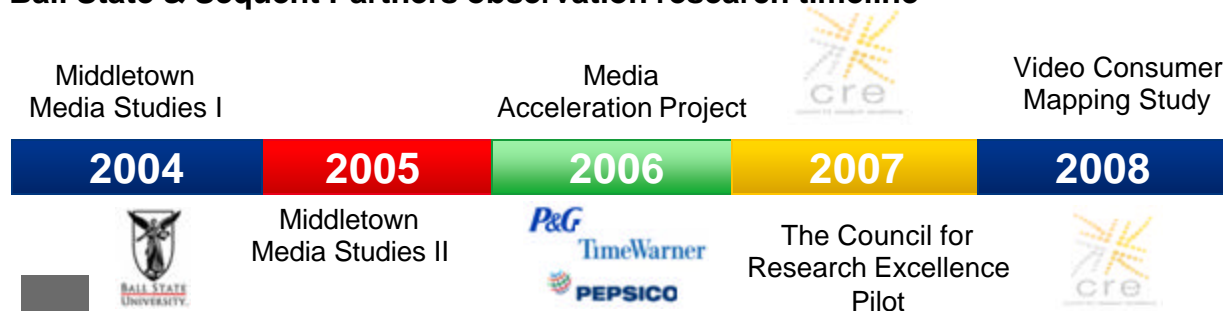 Ball State & Sequent Partners observation research timeline
Middletown
Media Studies I
Media
Acceleration Project
cre
Video Consumer
Mapping Study
2004
2005
2006
2007
2008
BALL STATE
UNIVERSITY.
Middletown
Media Studies II
P&G
TimeWarner
PEPSICO
The Council for
Research Excellence
Pilot
cre